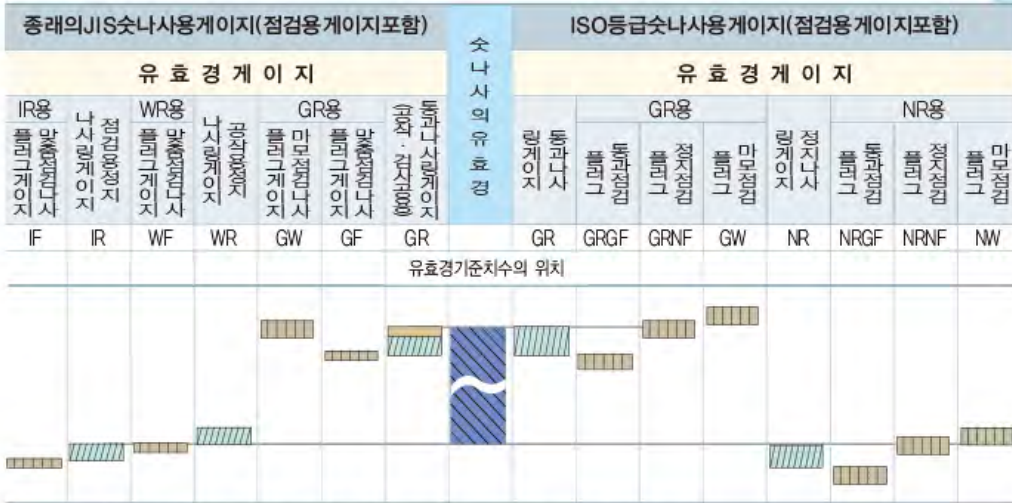 종래의JIS숫나사용게이지(점검용게이지포함)
숫나사의유효경
ISO등급숫나사용게이지(점검용게이지포함)
유 효 경 게 이 지
유 효 경 게 이 지
IR용
맞춤점검나사
플러그게이지
점검용정지
나사링게이지
WR용
맞춤점검나사
플러그게이지
공작용정지
나사링게이지
GR용
마모점검나사
플러그게이지
맞춤점검나사
플러그게이지
통과나사링게이지
공작·검사공용
통과나사
링게이지
GR용
통과점검
플러그
정지점검
플러그
마모점검
플러그
정지나사
링게이지
NR용
통과점검
플러그
정지점검
플러그
마모점검
플러그
IF IR WF WR GW GF GR GR GRGF GRNF GW NR NRGF NRNF NW
유효경기준치수의 위치